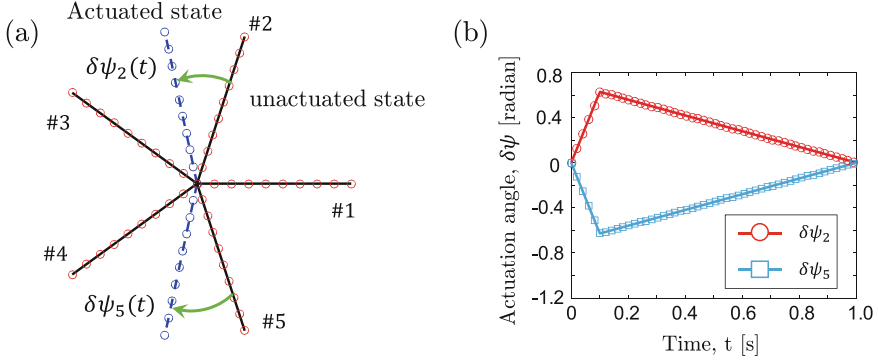 (a)
Actuated state
#2
δψ₂(t)
unactuated state
#3
#1
#4
δψ₅(t)
#5
(b)
Actuation angle, δψ [radian]
0.8
0.4
0
-0.4
-0.8
-1.2
δψ₂
δψ₅
0 0.2 0.4 0.6 0.8 1.0
Time, t [s]